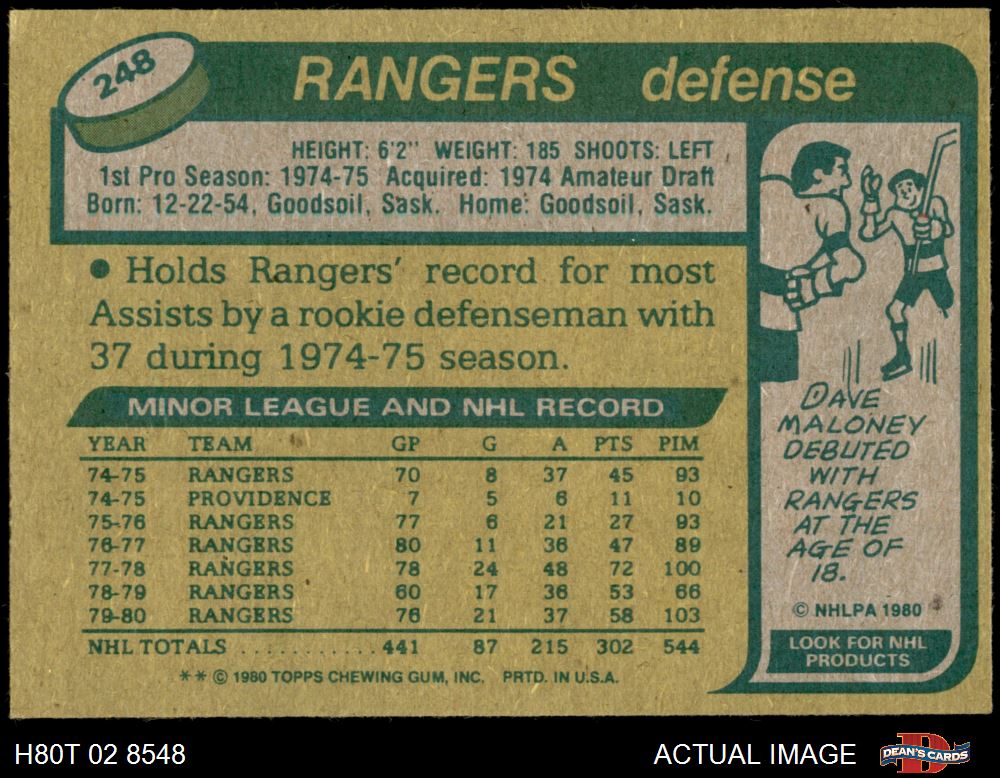 248
RANGERS defense
HEIGHT: 6'2" WEIGHT: 185 SHOOTS: LEFT
1st Pro Season: 1974-75 Acquired: 1974 Amateur Draft
Born: 12-22-54, Goodsoil, Sask. Home: Goodsoil, Sask.
• Holds Rangers' record for most
Assists by a rookie defenseman with
37 during 1974-75 season.
MINOR LEAGUE AND NHL RECORD
YEAR TEAM GP G A PTS PIM
74-75 RANGERS 70 8 37 45 93
74-75 PROVIDENCE 7 5 6 11 10
75-76 RANGERS 77 6 21 27 93
76-77 RANGERS 80 11 36 47 89
77-78 RANGERS 78 24 48 72 100
78-79 RANGERS 60 17 36 53 66
79-80 RANGERS 76 21 37 58 103
NHL TOTALS ........... 441 87 215 302 544
** © 1980 TOPPS CHEWING GUM, INC. PRTD. IN U.S.A.
DAVE
MALONEY
DEBUTED
WITH
RANGERS
AT THE
AGE OF
18.
© NHLPA 1980
LOOK FOR NHL
PRODUCTS
H80T 02 8548
ACTUAL IMAGE
D
DEAN'S CARDS